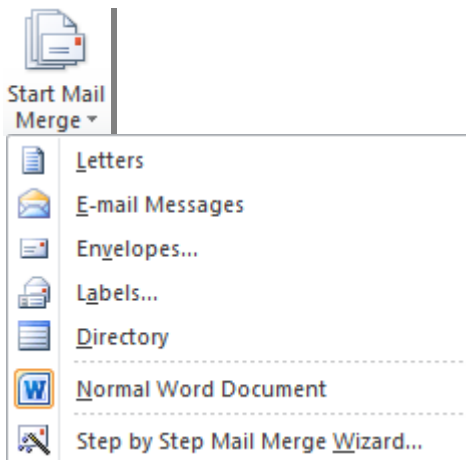 Start Mail
Merge
Letters
E-mail Messages
Envelopes...
Labels...
Directory
W
Normal Word Document
Step by Step Mail Merge Wizard...